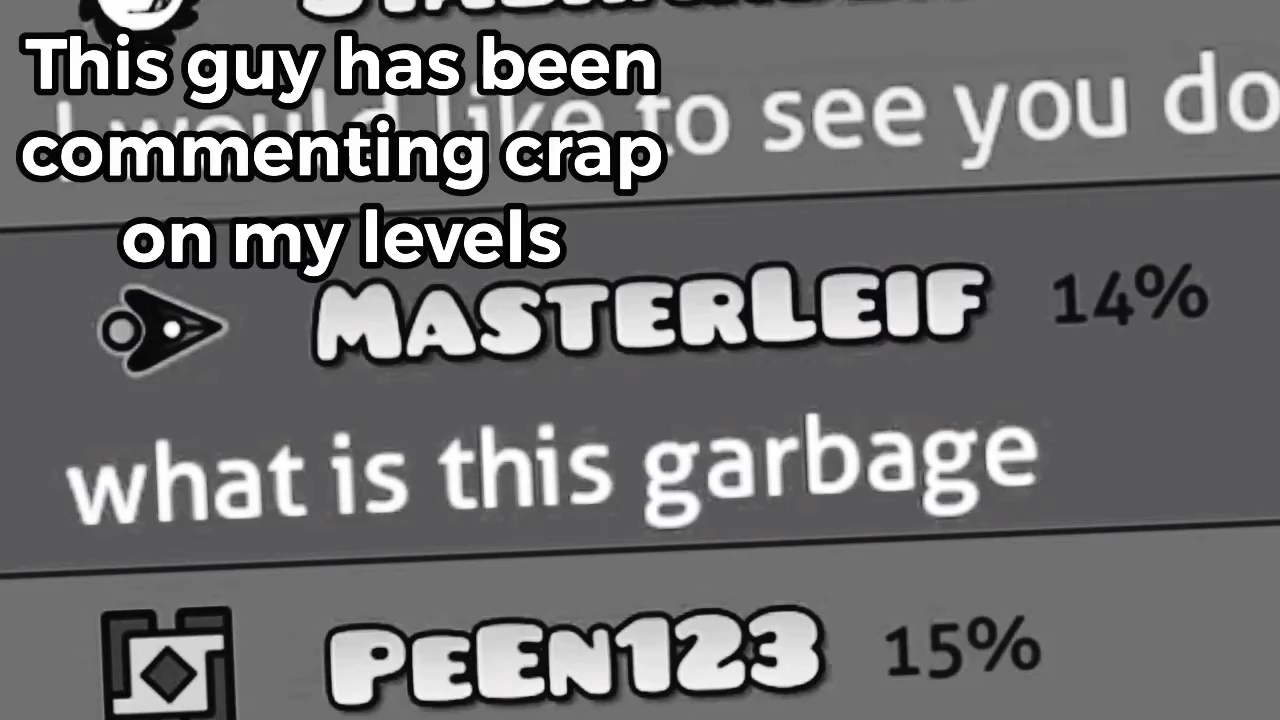 This guy has been
commenting crap
on my levels
I would like to see you do
MasterLeif 14%
what is this garbage
PeEn123 15%